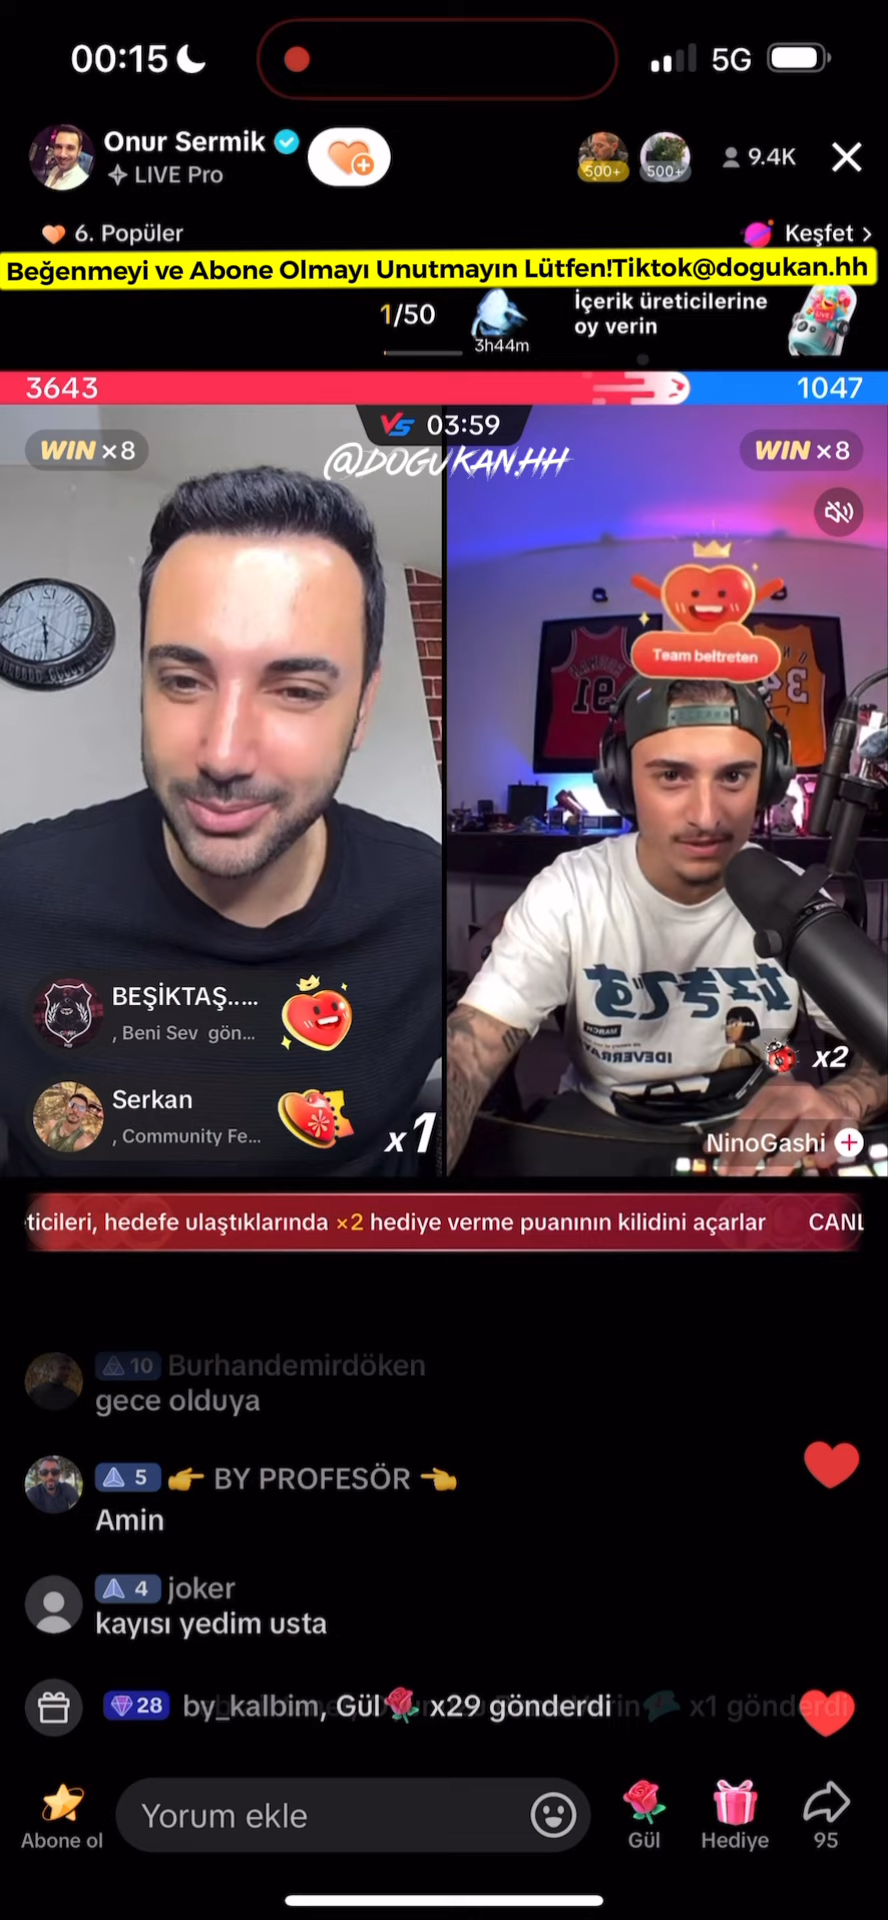 00:15
5G
Onur Sermik
LIVE Pro
500+
500+
9.4K
6. Popüler
Keşfet >
Beğenmeyi ve Abone Olmayı Unutmayın Lütfen!Tiktok@dogukan.hh
1/50
3h44m
İçerik üreticilerine
oy verin
3643
1047
VS 03:59
WIN x8
WIN x8
@DOGUKAN.HH
Team beitreten
BEŞİKTAŞ.....
, Beni Sev gön...
Serkan
, Community Fe...
x1
x2
NinoGashi
ticileri, hedefe ulaştıklarında x2 hediye verme puanının kilidini açarlar
CANL
10 Burhandemirdöken
gece olduya
5 👉 BY PROFESÖR 👈
Amin
4 joker
kayısı yedim usta
28 by_kalbim, Gül🌹 x29 gönderdi
x1 gönderdi
Yorum ekle
Abone ol
Gül
Hediye
95